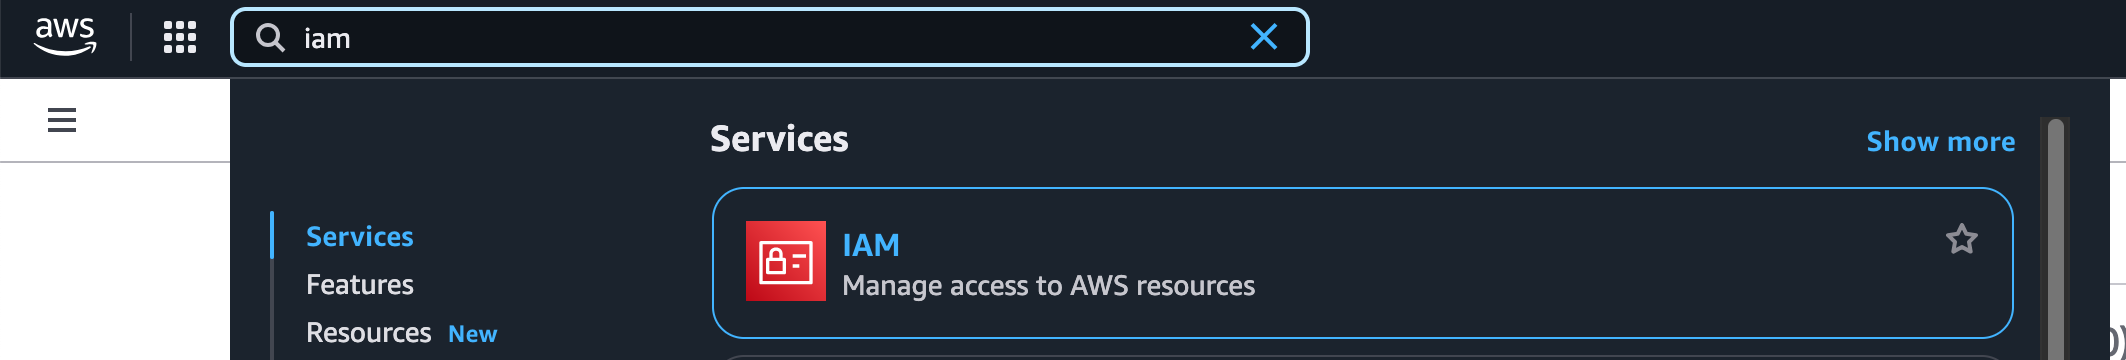 aws
iam
Services
Show more
Services
Features
Resources New
IAM
Manage access to AWS resources